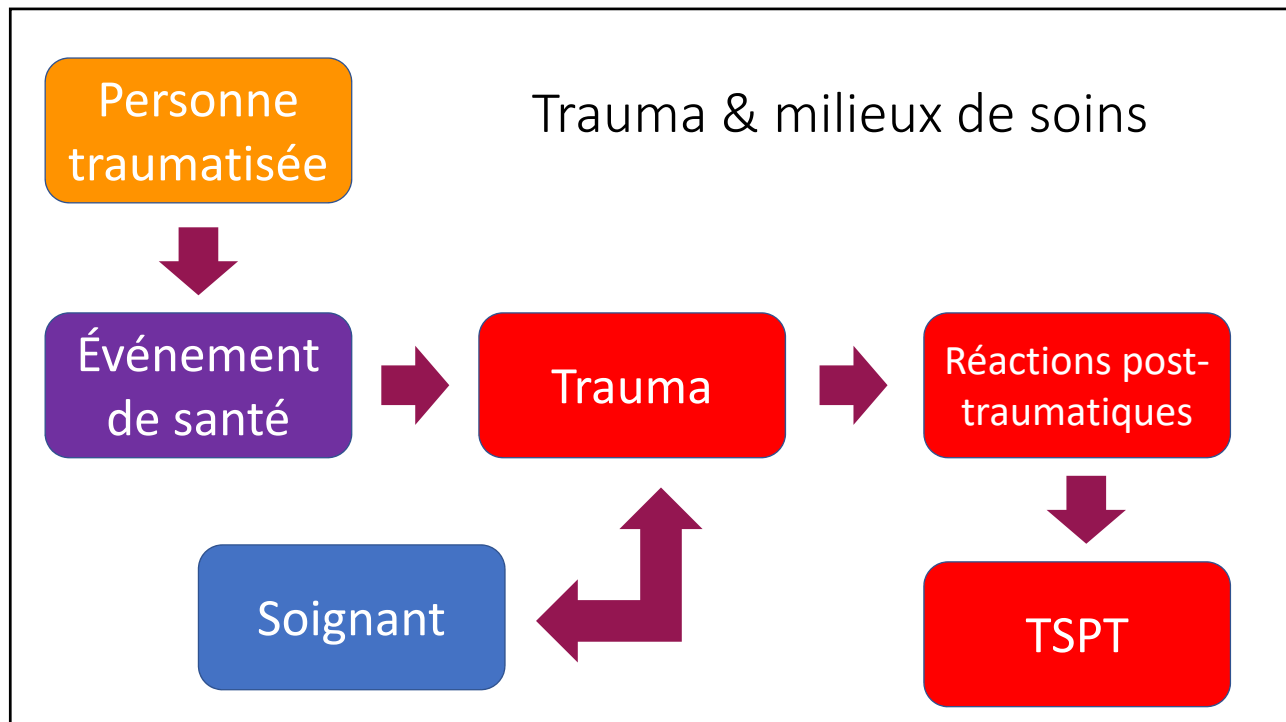 Personne
traumatisée
Trauma & milieux de soins
Événement
de santé
Trauma
Réactions post-
traumatiques
Soignant
TSPT